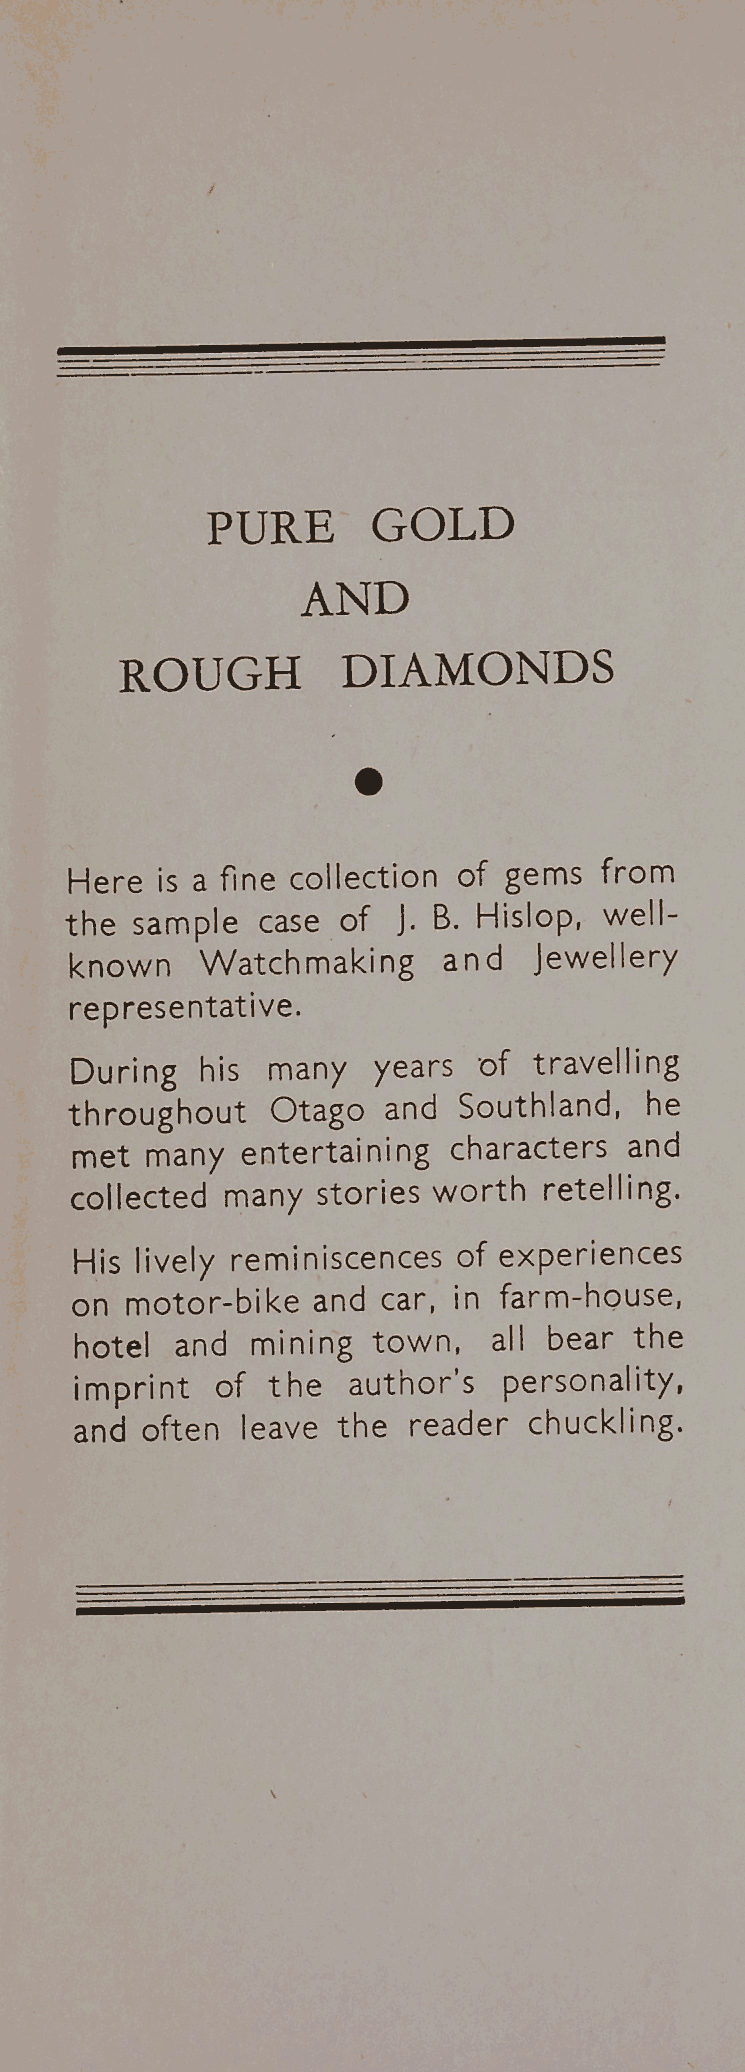 PURE GOLD
AND
ROUGH DIAMONDS
Here is a fine collection of gems from
the sample case of J. B. Hislop, well-
known Watchmaking and Jewellery
representative.
During his many years of travelling
throughout Otago and Southland, he
met many entertaining characters and
collected many stories worth retelling.
His lively reminiscences of experiences
on motor-bike and car, in farm-house,
hotel and mining town, all bear the
imprint of the author's personality,
and often leave the reader chuckling.